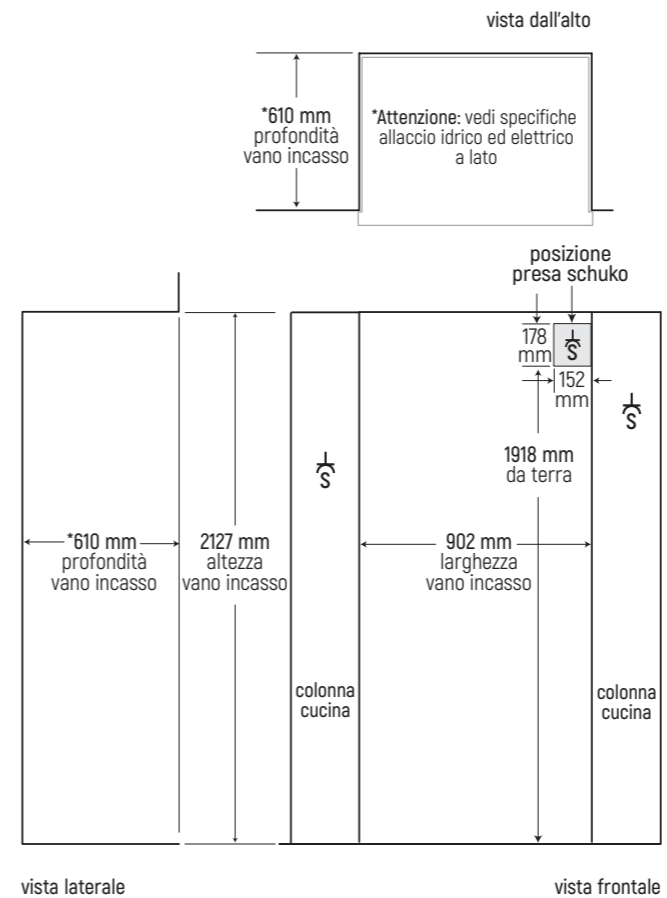 vista dall'alto
*610 mm
profondità
vano incasso
*Attenzione: vedi specifiche
allaccio idrico ed elettrico
a lato
posizione
presa schuko
178
mm
S
152
mm
S
S
1918 mm
da terra
*610 mm
profondità
vano incasso
2127 mm
altezza
vano incasso
902 mm
larghezza
vano incasso
colonna
cucina
colonna
cucina
vista laterale
vista frontale